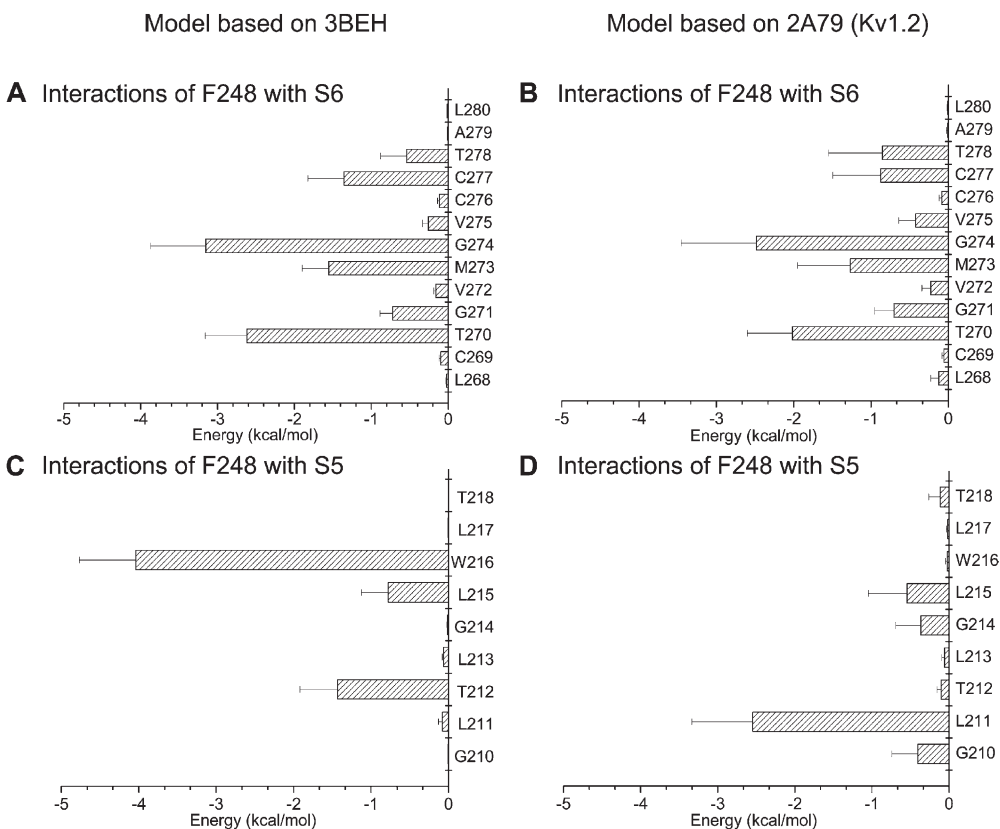 Model based on 3BEH
Model based on 2A79 (Kv1.2)
A Interactions of F248 with S6
L280
A279
T278
C277
C276
V275
G274
M273
V272
G271
T270
C269
L268
-5 -4 -3 -2 -1 0
Energy (kcal/mol)
B Interactions of F248 with S6
L280
A279
T278
C277
C276
V275
G274
M273
V272
G271
T270
C269
L268
-5 -4 -3 -2 -1 0
Energy (kcal/mol)
C Interactions of F248 with S5
T218
L217
W216
L215
G214
L213
T212
L211
G210
-5 -4 -3 -2 -1 0
Energy (kcal/mol)
D Interactions of F248 with S5
T218
L217
W216
L215
G214
L213
T212
L211
G210
-5 -4 -3 -2 -1 0
Energy (kcal/mol)